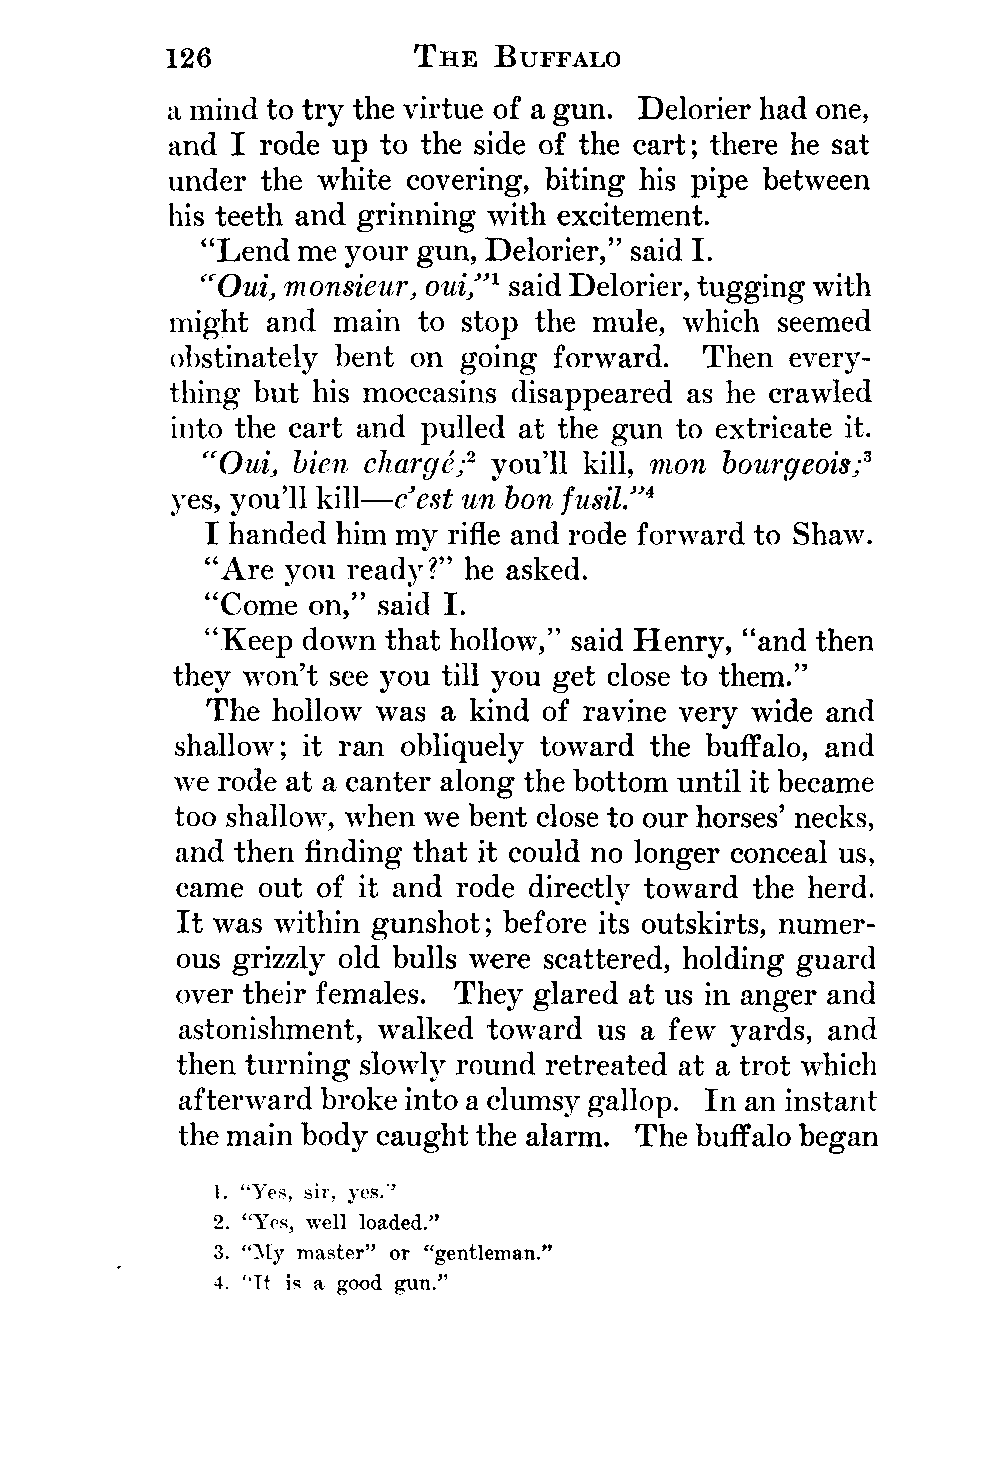 126 THE BUFFALO
a mind to try the virtue of a gun. Delorier had one,
and I rode up to the side of the cart; there he sat
under the white covering, biting his pipe between
his teeth and grinning with excitement.
“Lend me your gun, Delorier,” said I.
“Oui, monsieur, oui,”¹ said Delorier, tugging with
might and main to stop the mule, which seemed
obstinately bent on going forward. Then every-
thing but his moccasins disappeared as he crawled
into the cart and pulled at the gun to extricate it.
“Oui, bien chargé;² you’ll kill, mon bourgeois;³
yes, you’ll kill—c’est un bon fusil.”⁴
I handed him my rifle and rode forward to Shaw.
“Are you ready?” he asked.
“Come on,” said I.
“Keep down that hollow,” said Henry, “and then
they won’t see you till you get close to them.”
The hollow was a kind of ravine very wide and
shallow; it ran obliquely toward the buffalo, and
we rode at a canter along the bottom until it became
too shallow, when we bent close to our horses’ necks,
and then finding that it could no longer conceal us,
came out of it and rode directly toward the herd.
It was within gunshot; before its outskirts, numer-
ous grizzly old bulls were scattered, holding guard
over their females. They glared at us in anger and
astonishment, walked toward us a few yards, and
then turning slowly round retreated at a trot which
afterward broke into a clumsy gallop. In an instant
the main body caught the alarm. The buffalo began
1. “Yes, sir, yes.”
2. “Yes, well loaded.”
3. “My master” or “gentleman.”
4. “It is a good gun.”